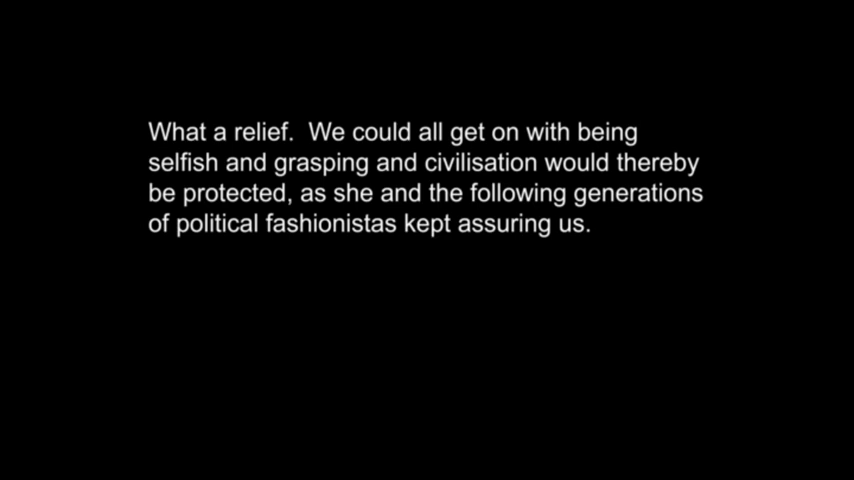 What a relief.  We could all get on with being
selfish and grasping and civilisation would thereby
be protected, as she and the following generations
of political fashionistas kept assuring us.